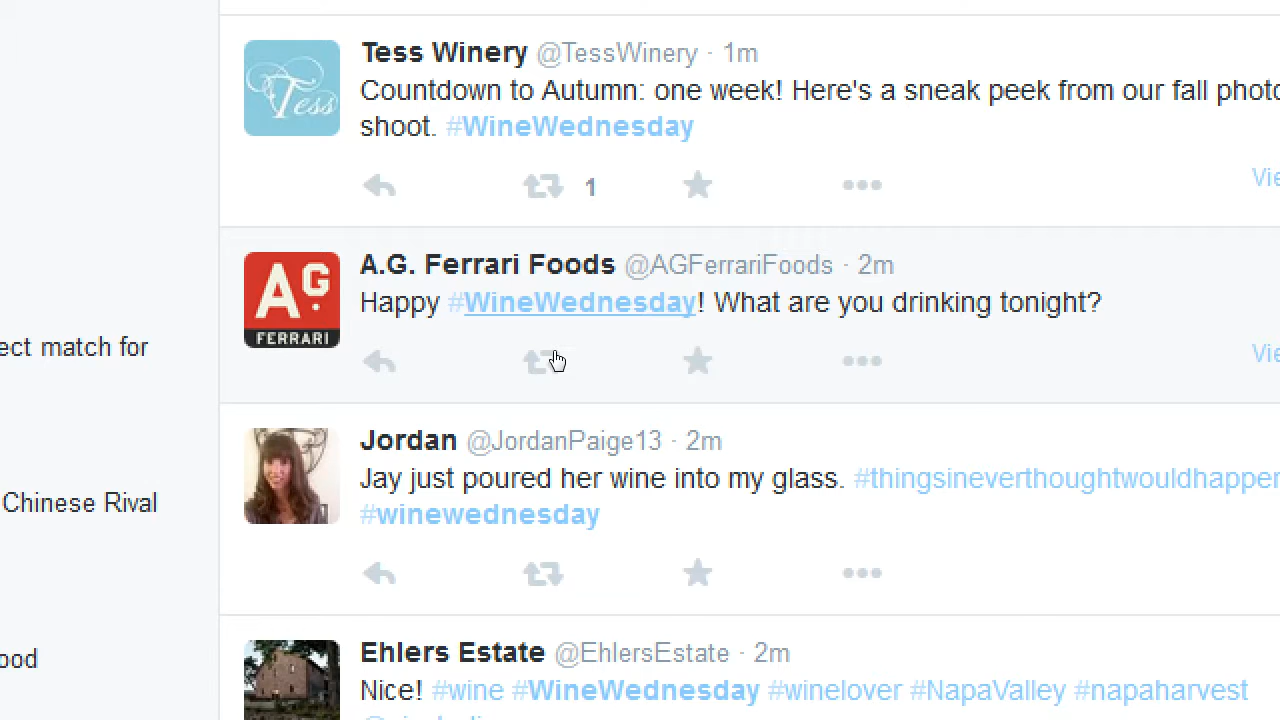 Tess Winery @TessWinery · 1m
Tess
Countdown to Autumn: one week! Here's a sneak peek from our fall photo
shoot. #WineWednesday
1
A.G. Ferrari Foods @AGFerrariFoods · 2m
AG.
FERRARI
Happy #WineWednesday! What are you drinking tonight?
ect match for
Jordan @JordanPaige13 · 2m
Jay just poured her wine into my glass. #thingsineverthoughtwouldhappen
Chinese Rival
#winewednesday
Ehlers Estate @EhlersEstate · 2m
ood
Nice! #wine #WineWednesday #winelover #NapaValley #napaharvest